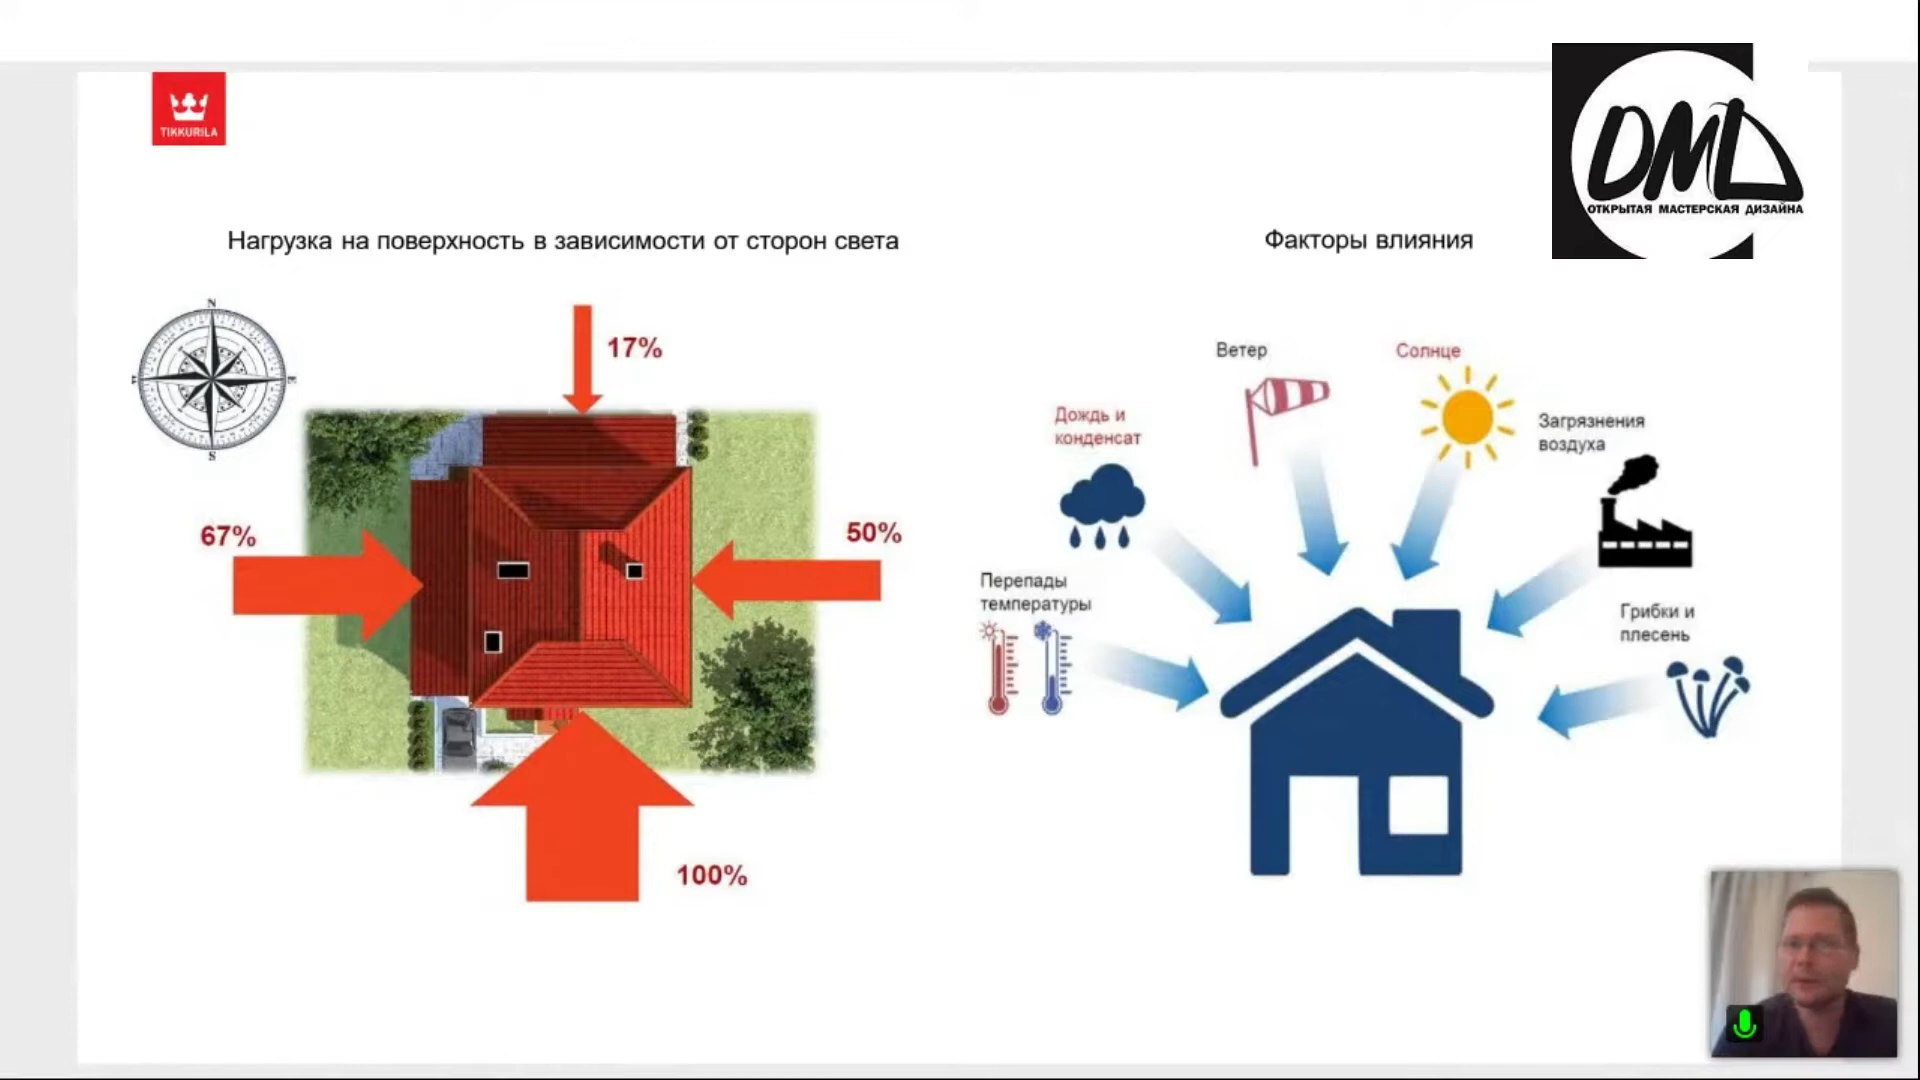 TIKKURILA
DMD
ОТКРЫТАЯ МАСТЕРСКАЯ ДИЗАЙНА
Нагрузка на поверхность в зависимости от сторон света
Факторы влияния
N
E
S
17%
67%
50%
100%
Ветер
Солнце
Дождь и
конденсат
Загрязнения
воздуха
Перепады
температуры
Грибки и
плесень